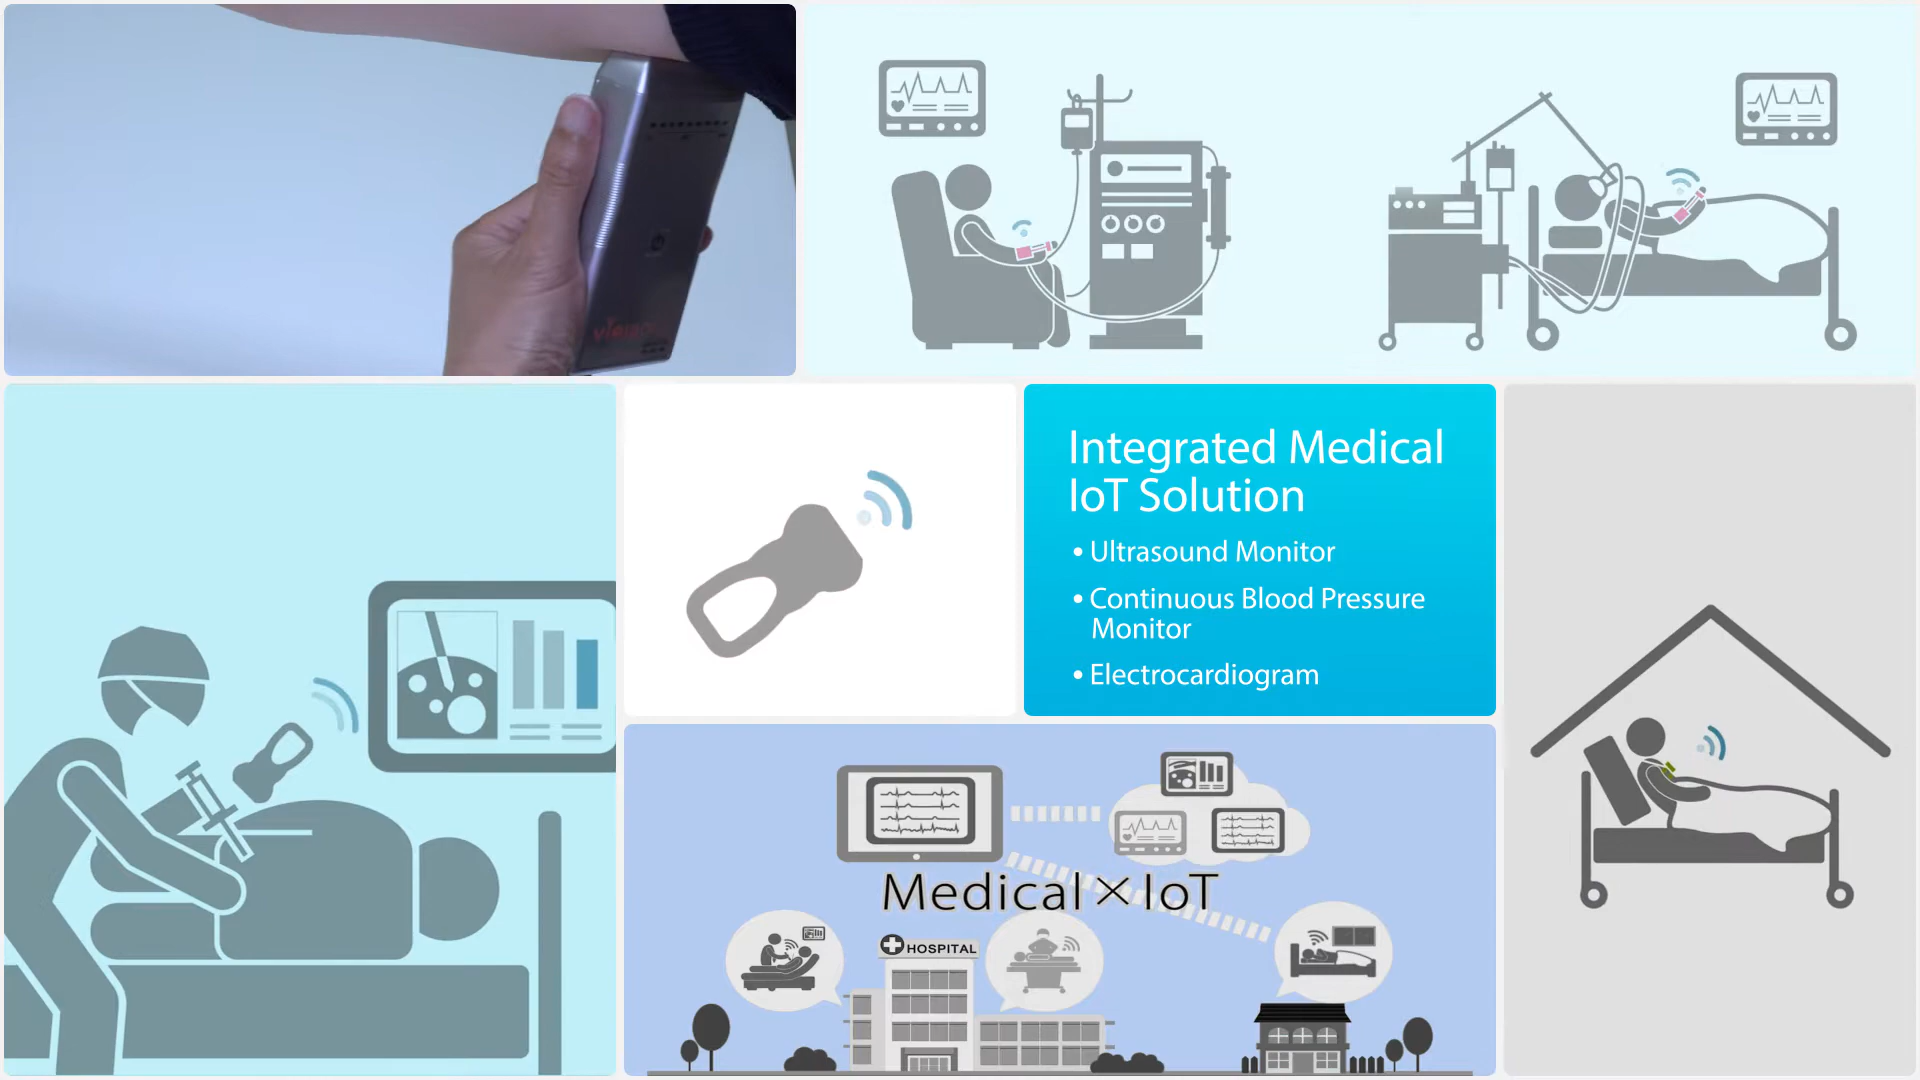 Integrated Medical
IoT Solution
• Ultrasound Monitor
• Continuous Blood Pressure
Monitor
• Electrocardiogram
Medical×IoT
HOSPITAL